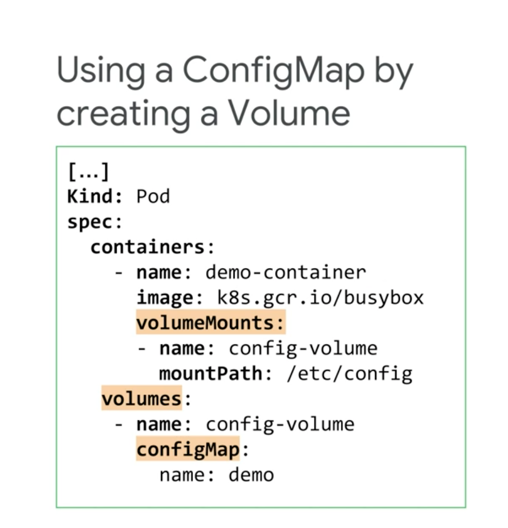 Using a ConfigMap by
creating a Volume
[...]
Kind: Pod
spec:
  containers:
    - name: demo-container
      image: k8s.gcr.io/busybox
      volumeMounts:
      - name: config-volume
        mountPath: /etc/config
   volumes:
    - name: config-volume
      configMap:
        name: demo